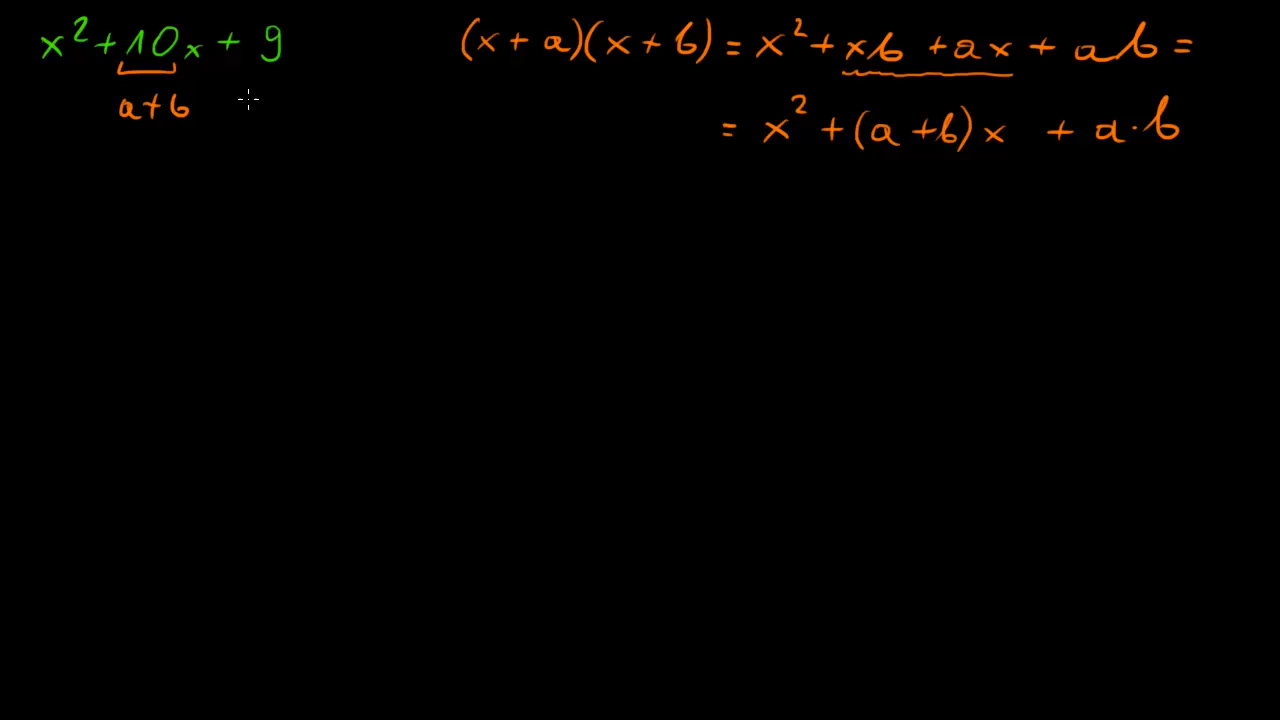 x² + 10x + 9
a + b
(x + a)(x + b) = x² + xb + ax + ab =
= x² + (a + b)x + a · b